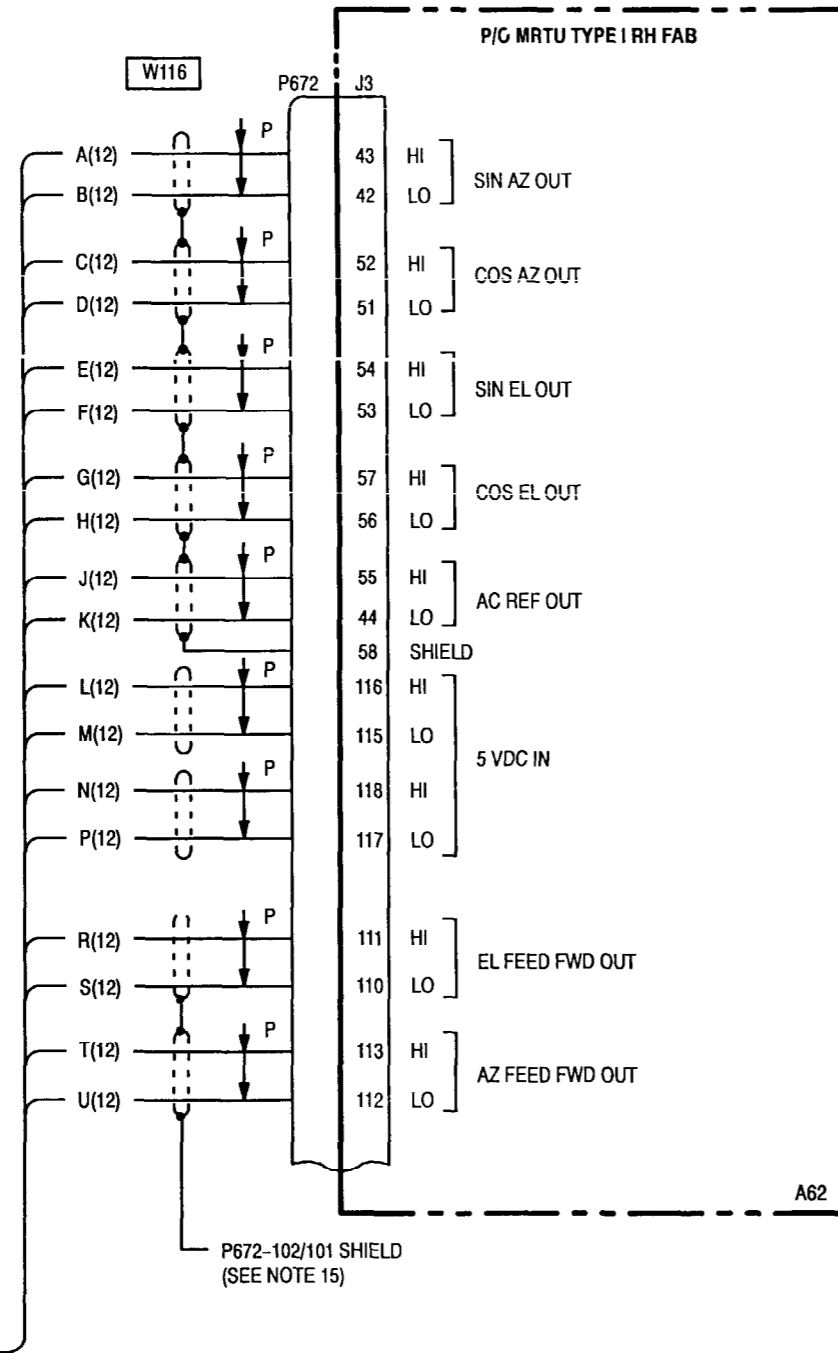 P/O MRTU TYPE I RH FAB
W116
P672 J3
P
A(12) 43 HI
SIN AZ OUT
B(12) 42 LO
P
C(12) 52 HI
COS AZ OUT
D(12) 51 LO
P
E(12) 54 HI
SIN EL OUT
F(12) 53 LO
P
G(12) 57 HI
COS EL OUT
H(12) 56 LO
P
J(12) 55 HI
AC REF OUT
K(12) 44 LO
58 SHIELD
P
L(12) 116 HI
M(12) 115 LO
5 VDC IN
P
N(12) 118 HI
P(12) 117 LO
P
R(12) 111 HI
EL FEED FWD OUT
S(12) 110 LO
P
T(12) 113 HI
AZ FEED FWD OUT
U(12) 112 LO
A62
P672-102/101 SHIELD
(SEE NOTE 15)